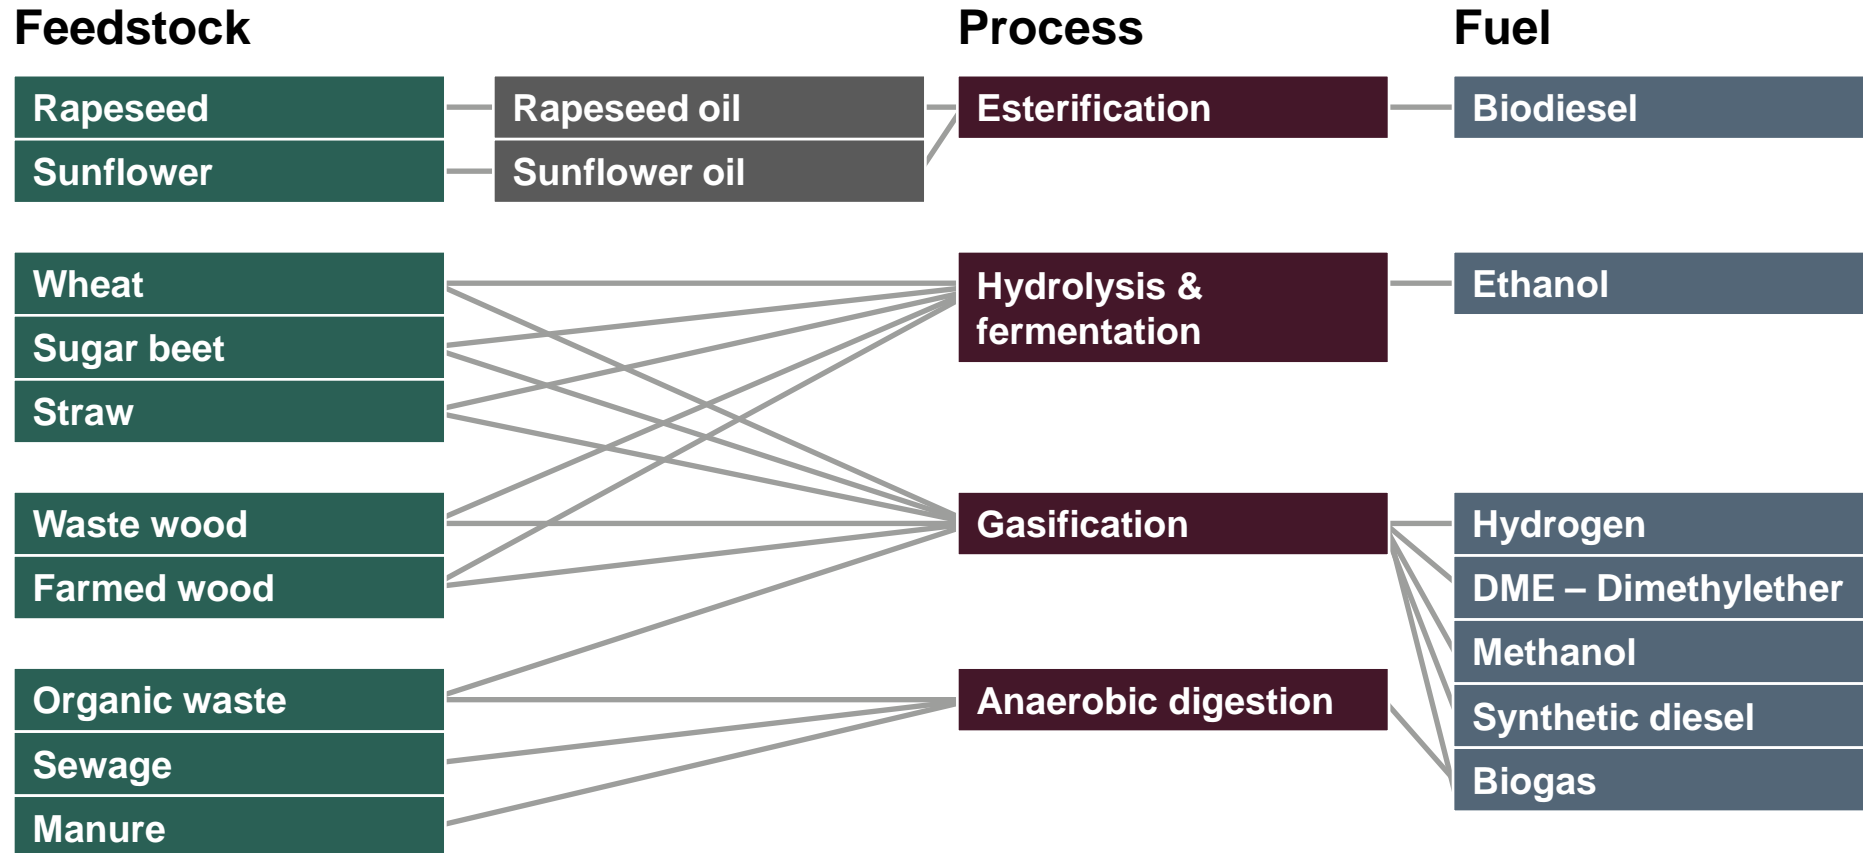 Feedstock
Process
Fuel
Rapeseed
Rapeseed oil
Esterification
Biodiesel
Sunflower
Sunflower oil
Wheat
Hydrolysis &
fermentation
Ethanol
Sugar beet
Straw
Waste wood
Gasification
Hydrogen
Farmed wood
DME – Dimethylether
Methanol
Organic waste
Anaerobic digestion
Synthetic diesel
Sewage
Biogas
Manure